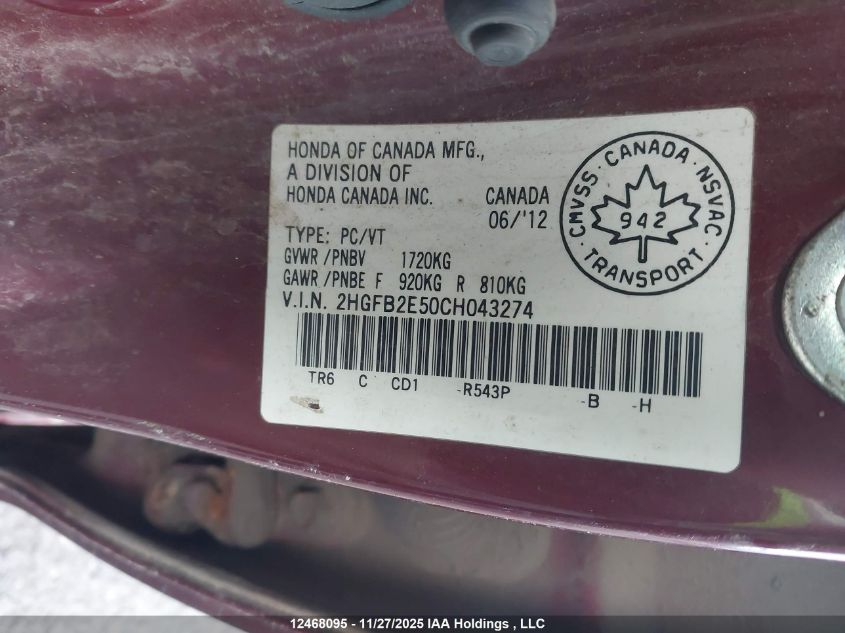 HONDA OF CANADA MFG.,
A DIVISION OF
HONDA CANADA INC. CANADA
06/'12
TYPE: PC/VT
GVWR /PNBV 1720KG
GAWR /PNBE F 920KG R 810KG
V.I.N. 2HGFB2E50CH043274
TR6 C CD1 -R543P -B -H
CMVSS · CANADA · NSVAC
942
TRANSPORT
12468095 - 11/27/2025 IAA Holdings , LLC